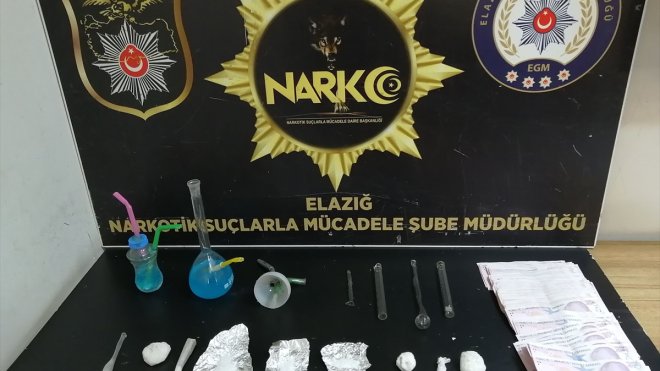 NARKO
NARKOTİK SUÇLARLA MÜCADELE DAİRE BAŞKANLIĞI
EGM
ELAZIĞ
NARKOTİK SUÇLARLA MÜCADELE ŞUBE MÜDÜRLÜĞÜ